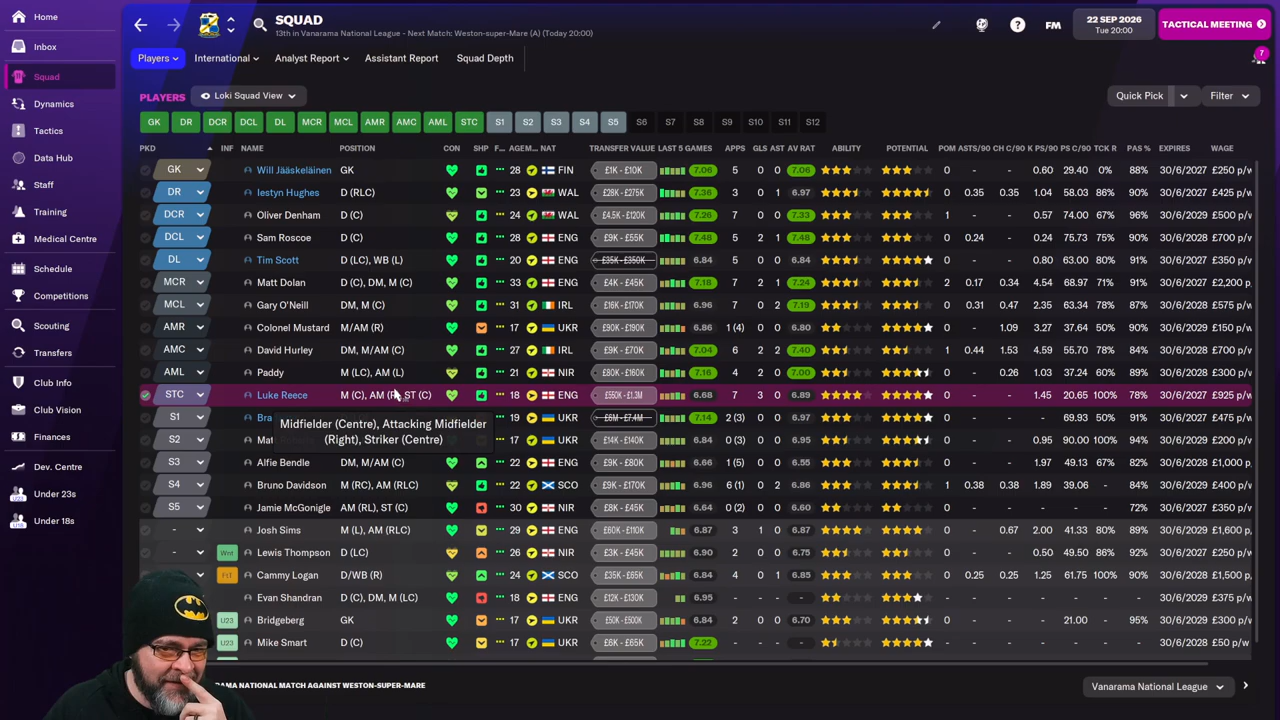 Home
Inbox
Squad
Dynamics
Tactics
Data Hub
Staff
Training
Medical Centre
Schedule
Competitions
Scouting
Transfers
Club Info
Club Vision
Finances
Dev. Centre
Under 23s
Under 18s
SQUAD
13th in Vanarama National League - Next Match: Weston-super-Mare (A) (Today 20:00)
FM
22 SEP 2026
Tue 20:00
TACTICAL MEETING
7
Players International Analyst Report Assistant Report Squad Depth
PLAYERS Loki Squad View Quick Pick Filter
GK DR DCR DCL DL MCR MCL AMR AMC AML STC S1 S2 S3 S4 S5 S6 S7 S8 S9 S10 S11 S12
PKD INF NAME POSITION CON SHP F... AGE M... NAT TRANSFER VALUE LAST 5 GAMES APPS GLS AST AV RAT ABILITY POTENTIAL POM ASTS/90 CH C/90 K PS/90 PS C/90 TCK R PAS % EXPIRES WAGE
GK Will Jääskeläinen GK 28 FIN £1K - £10K 7.06 5 0 0 7.06 0 - - 0.60 29.40 0% 88% 30/6/2027 £250 p/w
DR Iestyn Hughes D (RLC) 23 WAL £28K - £275K 7.36 3 0 1 6.97 0 0.35 0.35 1.04 58.03 86% 90% 30/6/2027 £425 p/w
DCR Oliver Denham D (C) 24 WAL £4.5K - £120K 7.26 7 0 0 7.33 1 - - 0.57 74.00 67% 96% 30/6/2029 £500 p/w
DCL Sam Roscoe D (C) 28 ENG £9K - £55K 7.48 5 2 1 7.48 0 0.24 - 0.24 75.73 75% 90% 30/6/2028 £700 p/w
DL Tim Scott D (LC), WB (L) 20 ENG £35K - £350K 6.84 5 0 0 6.84 0 - - 0.80 63.00 80% 91% 30/6/2028 £350 p/w
MCR Matt Dolan D (C), DM, M (C) 33 ENG £4K - £45K 7.18 7 2 1 7.24 2 0.17 0.34 4.54 68.97 71% 91% 30/6/2027 £2,200 p/w
MCL Gary O'Neill DM, M (C) 31 IRL £16K - £170K 6.96 7 0 2 7.19 0 0.31 0.47 2.35 63.34 78% 87% 30/6/2028 £575 p/w
AMR Colonel Mustard M/AM (R) 17 UKR £90K - £190K 6.86 1 (4) 0 0 6.80 0 - 1.09 3.27 37.64 50% 90% 30/6/2028 £150 p/w
AMC David Hurley DM, M/AM (C) 27 IRL £9K - £70K 7.04 6 2 2 7.40 1 0.44 1.53 4.59 55.70 78% 84% 30/6/2027 £700 p/w
AML Paddy M (LC), AM (L) 21 NIR £80K - £160K 7.16 4 2 0 7.00 2 - - 1.16 38.32 100% 88% 30/6/2028 £300 p/w
STC Luke Reece M (C), AM (R), ST (C) 18 ENG £550K - £1.3M 6.68 7 3 0 6.89 0 - - 1.45 20.65 100% 78% 30/6/2027 £925 p/w
S1 Bra 19 UKR £6M - £7.4M 7.14 2 (3) 0 0 6.98 0 - - - 69.93 50% 87% 30/6/2027 £475 p/w
Midfielder (Centre), Attacking Midfielder
(Right), Striker (Centre)
S2 Mat 20 UKR £14K - £140K 6.82 0 (3) 0 0 6.95 0 - - 0.95 90.00 100% 94% 30/6/2027 £200 p/w
S3 Alfie Bendle DM, M/AM (C) 22 ENG £9K - £80K 6.66 1 (5) 0 0 6.55 0 - - 1.97 49.13 67% 82% 30/6/2028 £1,000 p/w
S4 Bruno Davidson M (RC), AM (RLC) 22 SCO £9K - £170K 6.96 6 (1) 0 2 6.86 1 0.38 0.38 1.89 39.06 - 84% 30/6/2027 £400 p/w
S5 Jamie McGonigle AM (RL), ST (C) 30 NIR £8K - £45K 6.64 0 (2) 0 0 6.60 0 - - - - - 72% 30/6/2027 £350 p/w
- Josh Sims M (L), AM (RLC) 29 ENG £60K - £110K 6.87 3 1 0 6.87 0 - 0.67 2.00 41.33 80% 89% 30/6/2028 £1,600 p/w
- Wnt Lewis Thompson D (LC) 26 NIR £3K - £45K 6.90 2 0 0 6.75 0 - - 0.50 49.50 86% 92% 30/6/2027 £250 p/w
Fit Cammy Logan D/WB (R) 24 SCO £35K - £65K 6.84 4 0 1 6.85 0 0.25 0.25 1.25 61.75 100% 90% 30/6/2028 £1,500 p/w
Evan Shandran D (C), DM, M (LC) 18 ENG £12K - £130K 6.95 - - - - 0 - - - - - - 30/6/2029 £375 p/w
U23 Bridgeberg GK 17 UKR £50K - £500K 6.84 2 0 0 6.70 0 - - - 21.00 - 95% 30/6/2028 £300 p/w
U23 Mike Smart D (C) 17 UKR £6K - £65K 7.22 - - - - 0 - - - - - - 30/6/2028 £50 p/w
RAMA NATIONAL MATCH AGAINST WESTON-SUPER-MARE
Vanarama National League